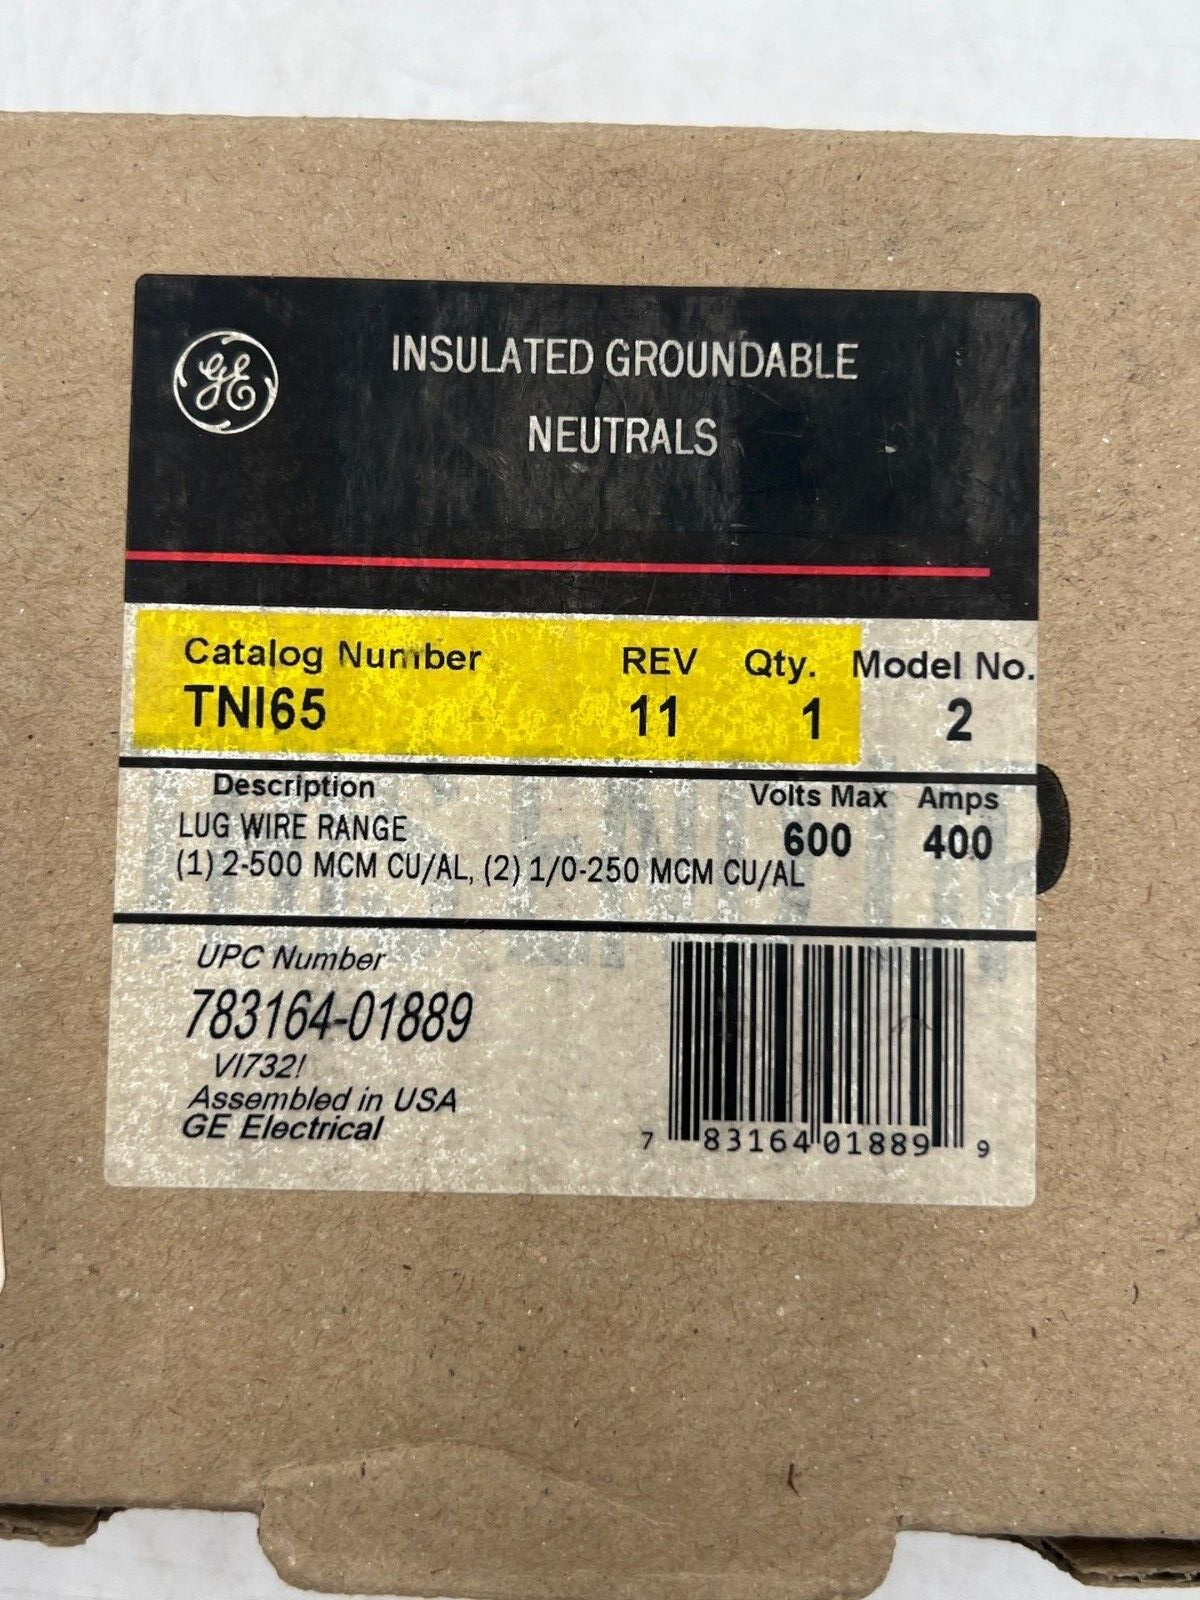 GE
INSULATED GROUNDABLE
NEUTRALS
Catalog Number REV Qty. Model No.
TNI65 11 1 2
Description Volts Max Amps
LUG WIRE RANGE 600 400
(1) 2-500 MCM CU/AL, (2) 1/0-250 MCM CU/AL
UPC Number
783164-01889
VI732!
Assembled in USA
GE Electrical
7 83164 01889 9